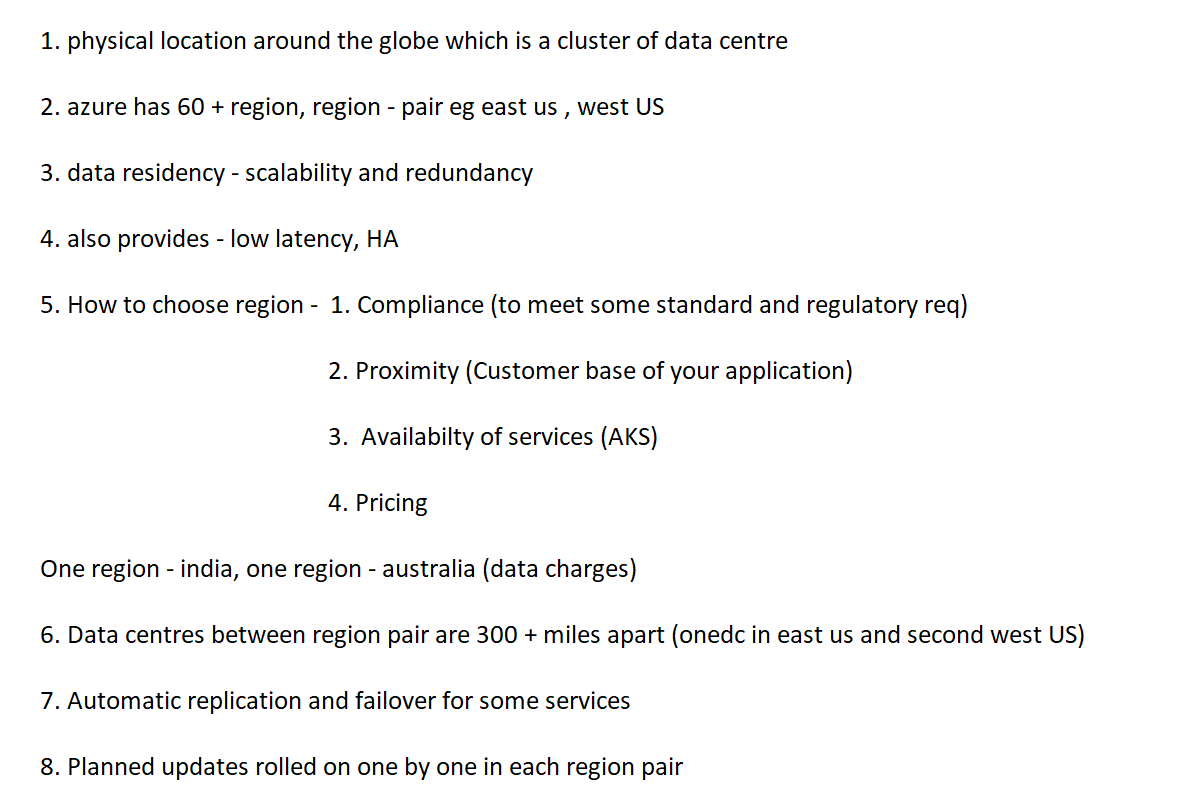 1. physical location around the globe which is a cluster of data centre
2. azure has 60 + region, region - pair eg east us , west US
3. data residency - scalability and redundancy
4. also provides - low latency, HA
5. How to choose region -  1. Compliance (to meet some standard and regulatory req)
2. Proximity (Customer base of your application)
3.  Availabilty of services (AKS)
4. Pricing
One region - india, one region - australia (data charges)
6. Data centres between region pair are 300 + miles apart (onedc in east us and second west US)
7. Automatic replication and failover for some services
8. Planned updates rolled on one by one in each region pair